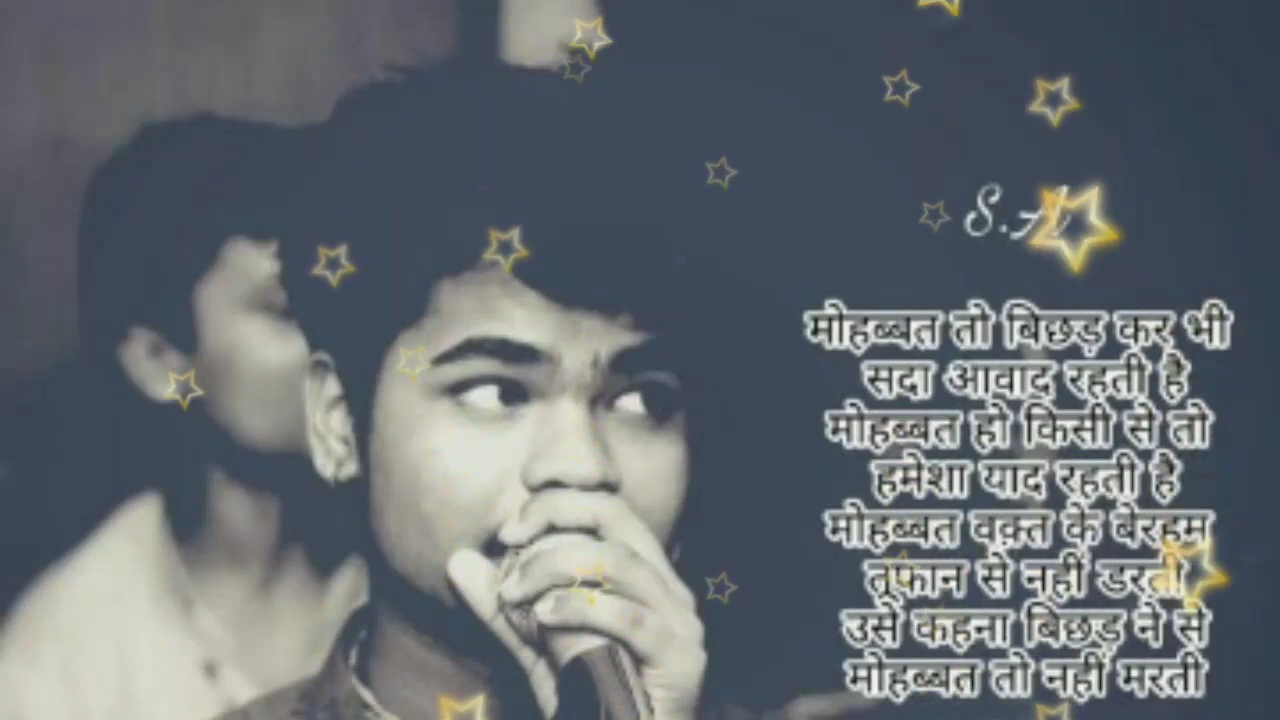 मोहब्बत तो बिछड़ कर भी
सदा आवाद रहती है
मोहब्बत हो किसी से तो
हमेशा याद रहती है
मोहब्बत वक़्त के बेरहम
तूफान से नहीं डरती
उसे कहना बिछड़ ने से
मोहब्बत तो नहीं मरती